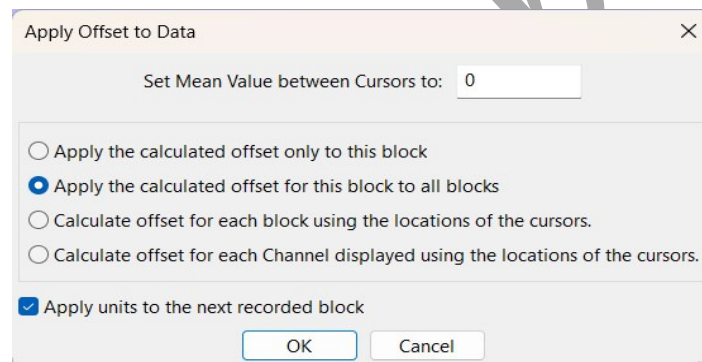 Apply Offset to Data
Set Mean Value between Cursors to: 0
Apply the calculated offset only to this block
Apply the calculated offset for this block to all blocks
Calculate offset for each block using the locations of the cursors.
Calculate offset for each Channel displayed using the locations of the cursors.
Apply units to the next recorded block
OK Cancel